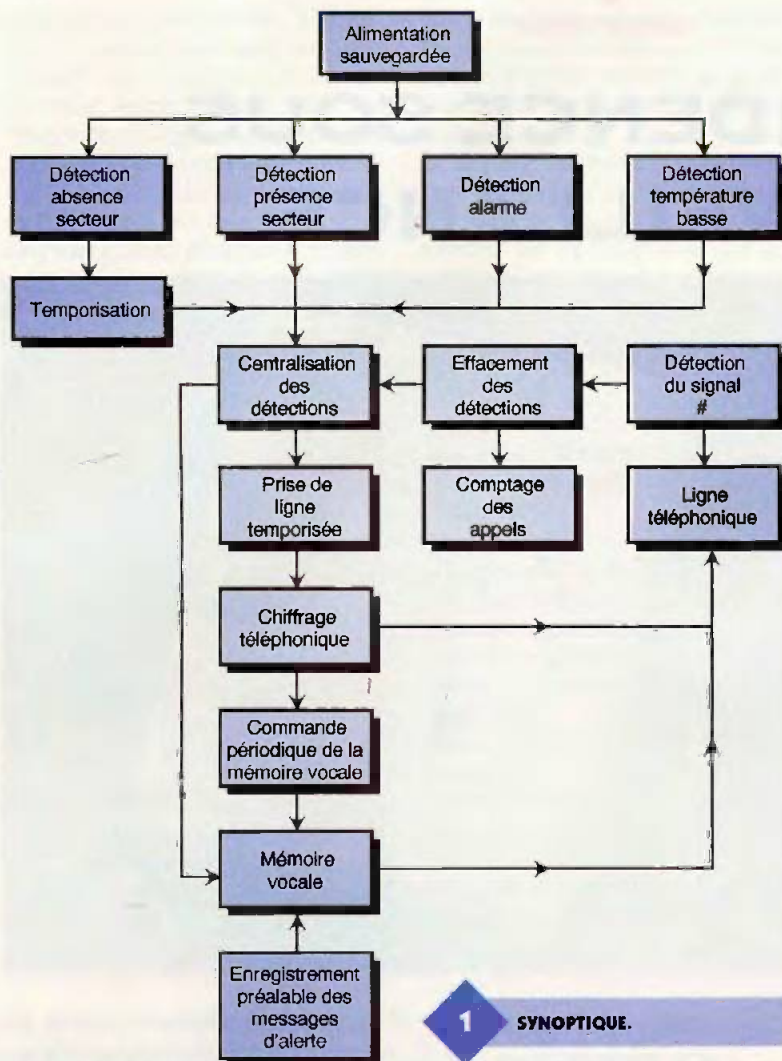 Alimentation
sauvegardée
Détection
absence
secteur
Détection
présence
secteur
Détection
alarme
Détection
température
basse
Temporisation
Centralisation
des
détections
Effacement
des
détections
Détection
du signal
#
Prise de
ligne
temporisée
Comptage
des
appels
Ligne
téléphonique
Chiffrage
téléphonique
Commande
périodique de la
mémoire vocale
Mémoire
vocale
Enregistrement
préalable des
messages
d'alerte
1 SYNOPTIQUE.